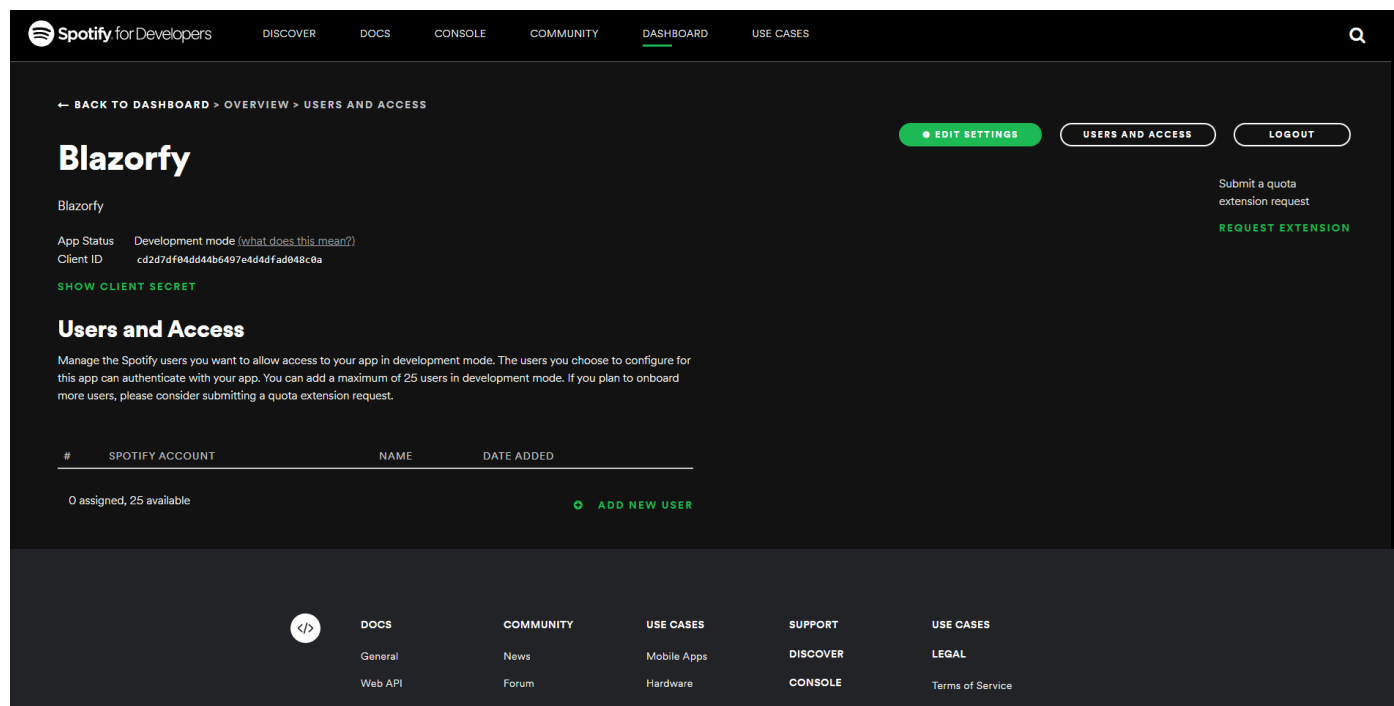 Spotify for Developers DISCOVER DOCS CONSOLE COMMUNITY DASHBOARD USE CASES
← BACK TO DASHBOARD > OVERVIEW > USERS AND ACCESS
EDIT SETTINGS USERS AND ACCESS LOGOUT
Blazorfy
Submit a quota
extension request
REQUEST EXTENSION
Blazorfy
App Status Development mode (what does this mean?)
Client ID cd2d7df04dd44b6497e4d4dfad048c0a
SHOW CLIENT SECRET
Users and Access
Manage the Spotify users you want to allow access to your app in development mode. The users you choose to configure for
this app can authenticate with your app. You can add a maximum of 25 users in development mode. If you plan to onboard
more users, please consider submitting a quota extension request.
# SPOTIFY ACCOUNT NAME DATE ADDED
0 assigned, 25 available
ADD NEW USER
</> DOCS COMMUNITY USE CASES SUPPORT USE CASES
General News Mobile Apps DISCOVER LEGAL
Web API Forum Hardware CONSOLE Terms of Service